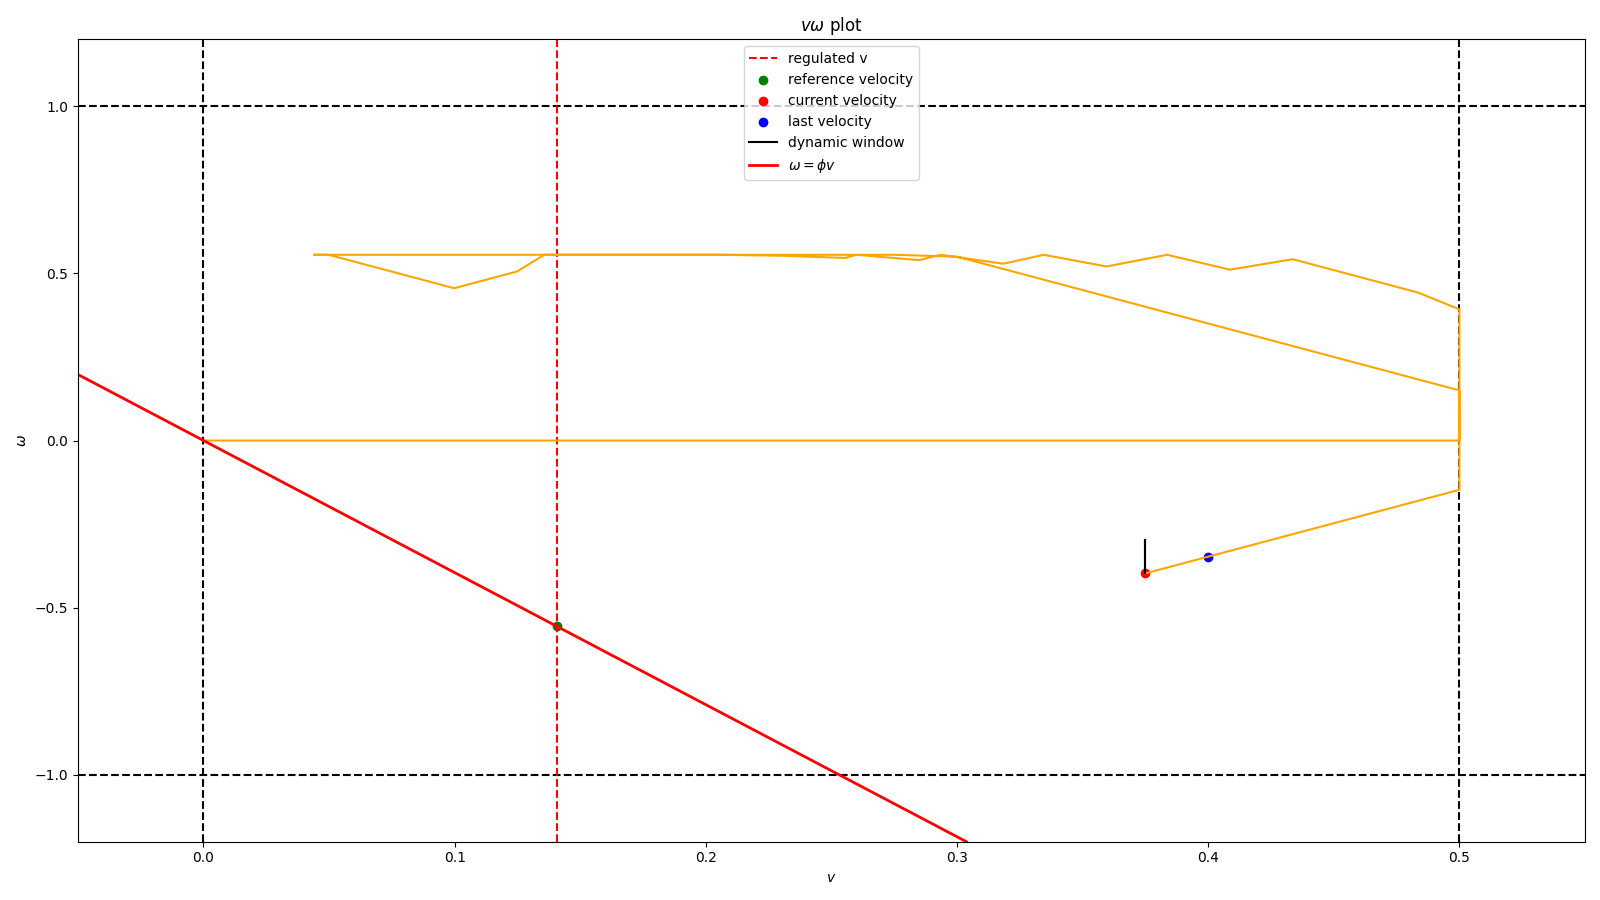 vω plot
regulated v
reference velocity
current velocity
last velocity
dynamic window
ω = ϕv
1.0
0.5
0.0
−0.5
−1.0
ω
0.0 0.1 0.2 0.3 0.4 0.5
v